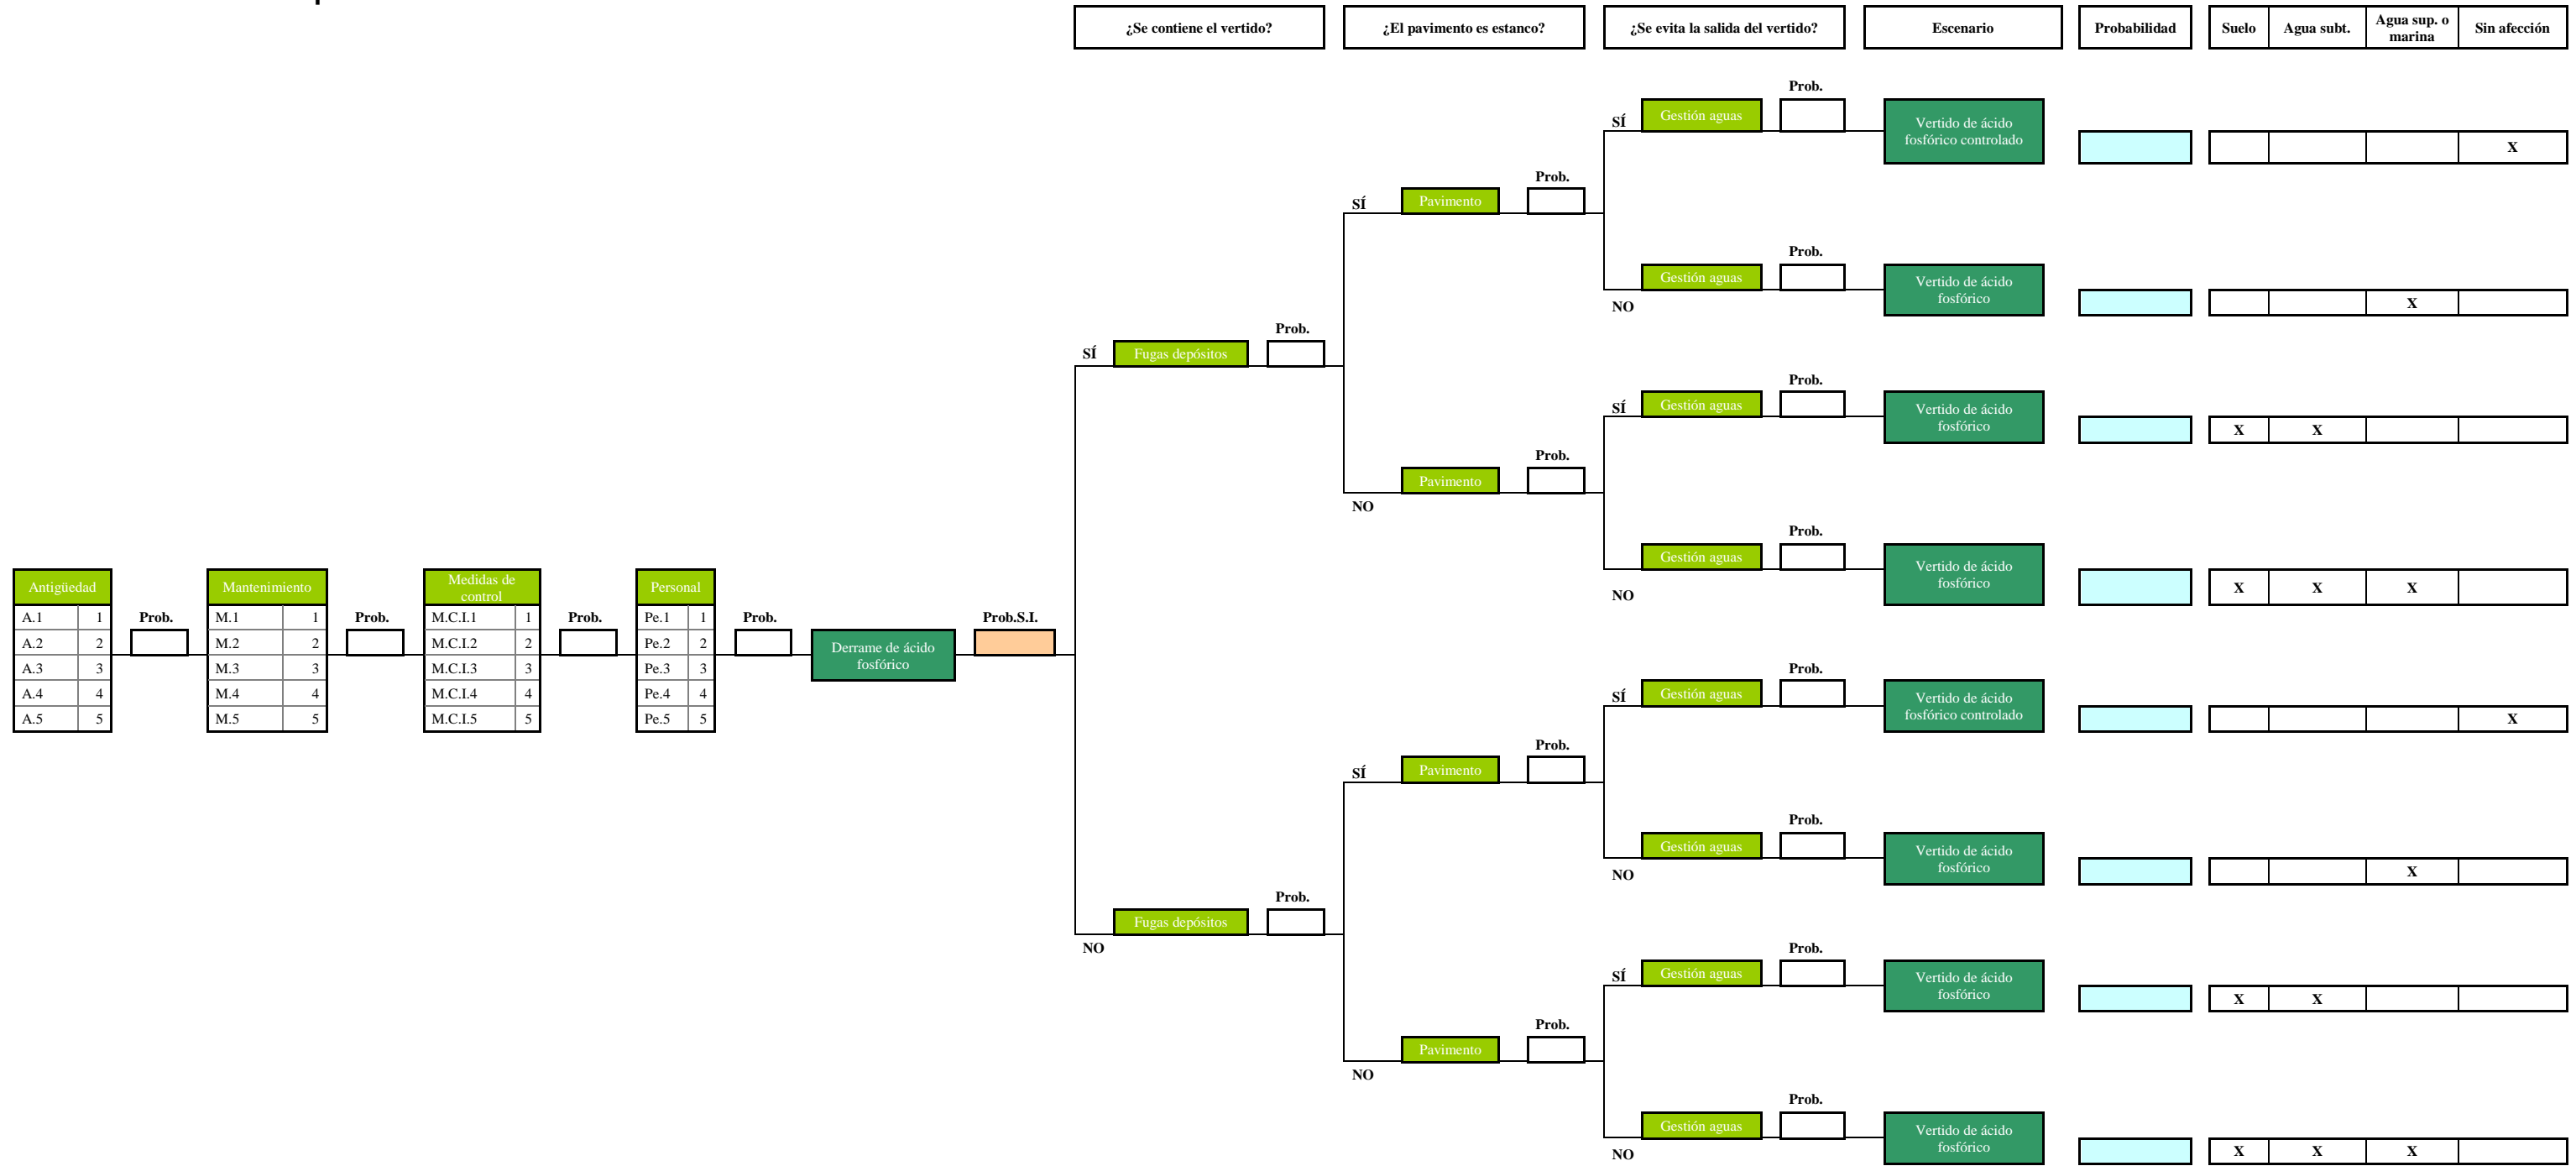 ¿Se contiene el vertido?
¿El pavimento es estanco?
¿Se evita la salida del vertido?
Escenario
Probabilidad
Suelo
Agua subt.
Agua sup. o
marina
Sin afección
Prob.
SÍ
Gestión aguas
Vertido de ácido
fosfórico controlado
X
Prob.
SÍ
Pavimento
Prob.
Gestión aguas
NO
Vertido de ácido
fosfórico
X
Prob.
SÍ
Fugas depósitos
Prob.
SÍ
Gestión aguas
Vertido de ácido
fosfórico
X
X
Prob.
Pavimento
NO
Prob.
Gestión aguas
NO
Vertido de ácido
fosfórico
X
X
X
Antigüedad
A.1 1
A.2 2
A.3 3
A.4 4
A.5 5
Prob.
Mantenimiento
M.1 1
M.2 2
M.3 3
M.4 4
M.5 5
Prob.
Medidas de
control
M.C.I.1 1
M.C.I.2 2
M.C.I.3 3
M.C.I.4 4
M.C.I.5 5
Prob.
Personal
Pe.1 1
Pe.2 2
Pe.3 3
Pe.4 4
Pe.5 5
Prob.
Derrame de ácido
fosfórico
Prob.S.I.
Prob.
SÍ
Gestión aguas
Vertido de ácido
fosfórico controlado
X
Prob.
SÍ
Pavimento
Prob.
Gestión aguas
NO
Vertido de ácido
fosfórico
X
Prob.
Fugas depósitos
NO
Prob.
SÍ
Gestión aguas
Vertido de ácido
fosfórico
X
X
Prob.
Pavimento
NO
Prob.
Gestión aguas
NO
Vertido de ácido
fosfórico
X
X
X